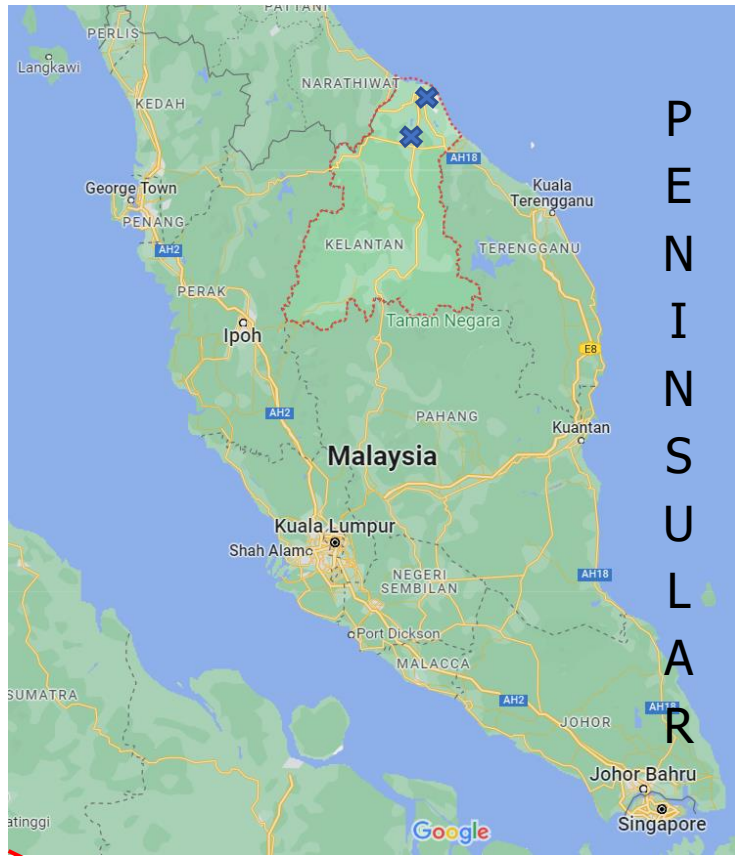 PATTANI
PERLIS
Langkawi
NARATHIWAT
KEDAH
AH18
George Town
Kuala
Terengganu
PENANG
KELANTAN
TERENGGANU
AH2
PERAK
Taman Negara
Ipoh
E8
AH2
PAHANG
Kuantan
Malaysia
Kuala Lumpur
Shah Alam
NEGERI
SEMBILAN
AH18
Port Dickson
MALACCA
SUMATRA
AH2
AH18
JOHOR
Johor Bahru
atinggi
Google
Singapore
P
E
N
I
N
S
U
L
A
R